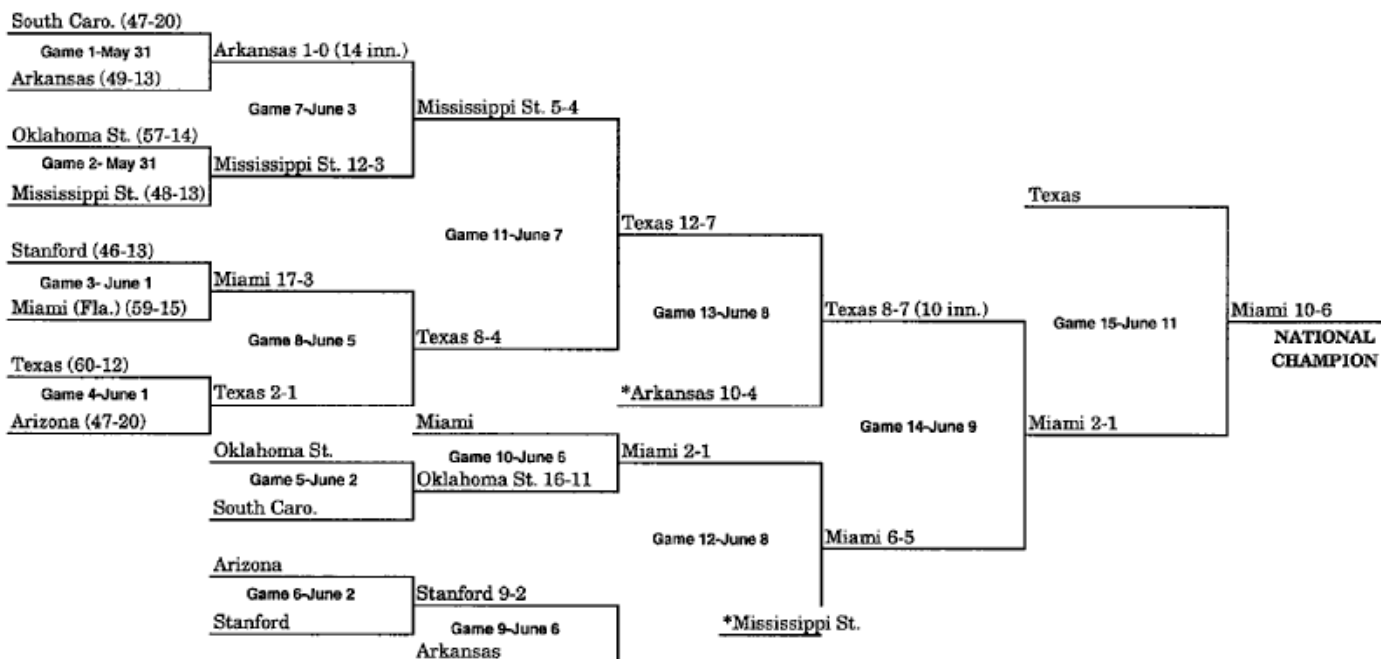 South Caro. (47-20)
Game 1-May 31
Arkansas (49-13)
Arkansas 1-0 (14 inn.)
Game 7-June 3
Mississippi St. 5-4
Oklahoma St. (57-14)
Game 2- May 31
Mississippi St. (48-13)
Mississippi St. 12-3
Game 11-June 7
Texas 12-7
Stanford (46-13)
Game 3- June 1
Miami (Fla.) (59-15)
Miami 17-3
Game 8-June 5
Texas 8-4
Texas (60-12)
Game 4-June 1
Arizona (47-20)
Texas 2-1
Game 13-June 8
Texas 8-7 (10 inn.)
*Arkansas 10-4
Texas
Game 15-June 11
Miami 10-6
NATIONAL
CHAMPION
Game 14-June 9
Miami 2-1
Miami
Game 10-June 6
Oklahoma St. 16-11
Miami 2-1
Oklahoma St.
Game 5-June 2
South Caro.
Game 12-June 8
Miami 6-5
*Mississippi St.
Arizona
Game 6-June 2
Stanford
Stanford 9-2
Game 9-June 6
Arkansas